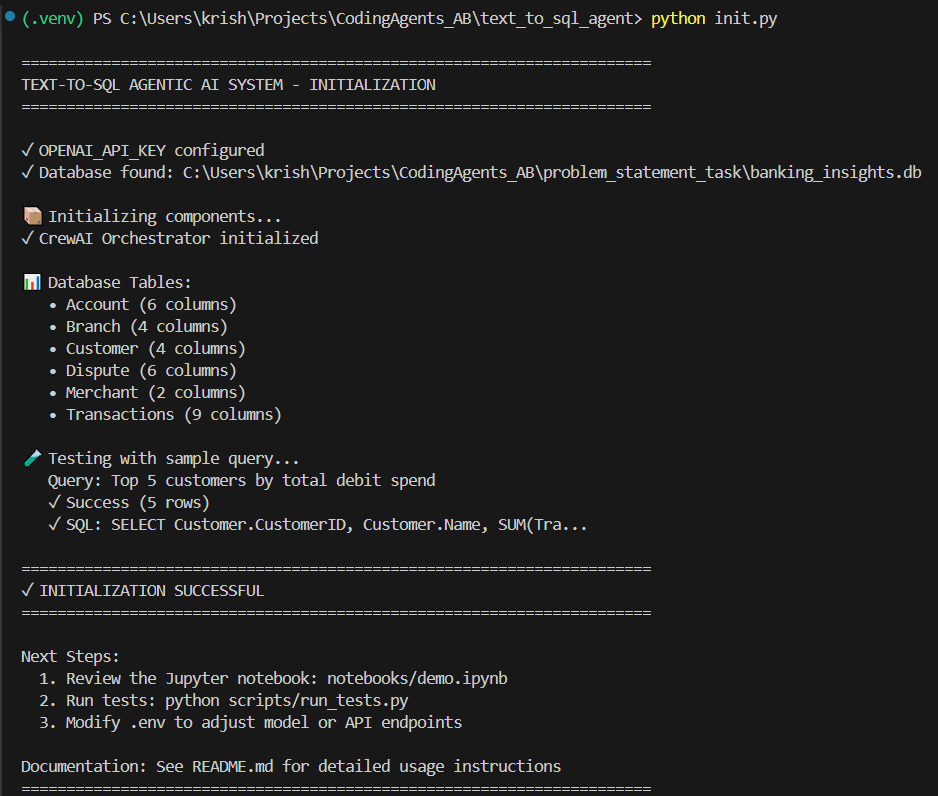 (.venv) PS C:\Users\krish\Projects\CodingAgents_AB\text_to_sql_agent> python init.py
======================================================================
TEXT-TO-SQL AGENTIC AI SYSTEM - INITIALIZATION
======================================================================
✓ OPENAI_API_KEY configured
✓ Database found: C:\Users\krish\Projects\CodingAgents_AB\problem_statement_task\banking_insights.db
📦 Initializing components...
✓ CrewAI Orchestrator initialized
📊 Database Tables:
• Account (6 columns)
• Branch (4 columns)
• Customer (4 columns)
• Dispute (6 columns)
• Merchant (2 columns)
• Transactions (9 columns)
🧪 Testing with sample query...
Query: Top 5 customers by total debit spend
✓ Success (5 rows)
✓ SQL: SELECT Customer.CustomerID, Customer.Name, SUM(Tra...
======================================================================
✓ INITIALIZATION SUCCESSFUL
======================================================================
Next Steps:
1. Review the Jupyter notebook: notebooks/demo.ipynb
2. Run tests: python scripts/run_tests.py
3. Modify .env to adjust model or API endpoints
Documentation: See README.md for detailed usage instructions
======================================================================